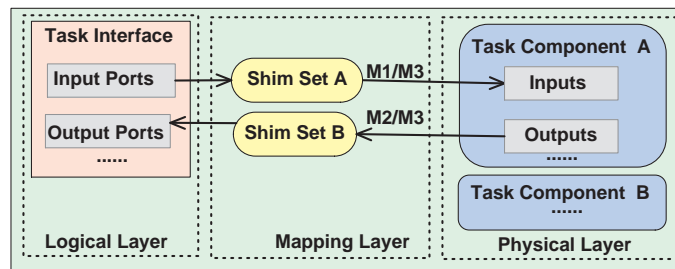 Task Interface
Input Ports
Output Ports
......
Logical Layer
Shim Set A
Shim Set B
M1/M3
M2/M3
Mapping Layer
Task Component A
Inputs
Outputs
......
Task Component B
......
Physical Layer